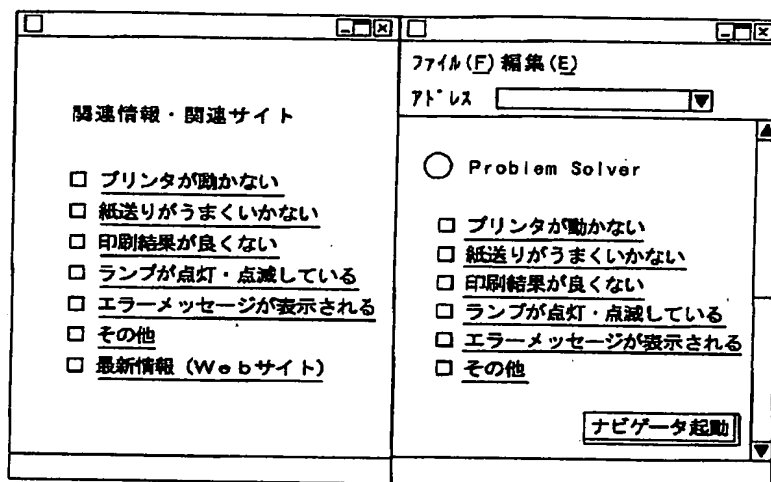 関連情報・関連サイト
プリンタが動かない
紙送りがうまくいかない
印刷結果が良くない
ランプが点灯・点滅している
エラーメッセージが表示される
その他
最新情報(Webサイト)
ファイル(F) 編集(E)
アドレス
Problem Solver
プリンタが動かない
紙送りがうまくいかない
印刷結果が良くない
ランプが点灯・点滅している
エラーメッセージが表示される
その他
ナビゲータ起動